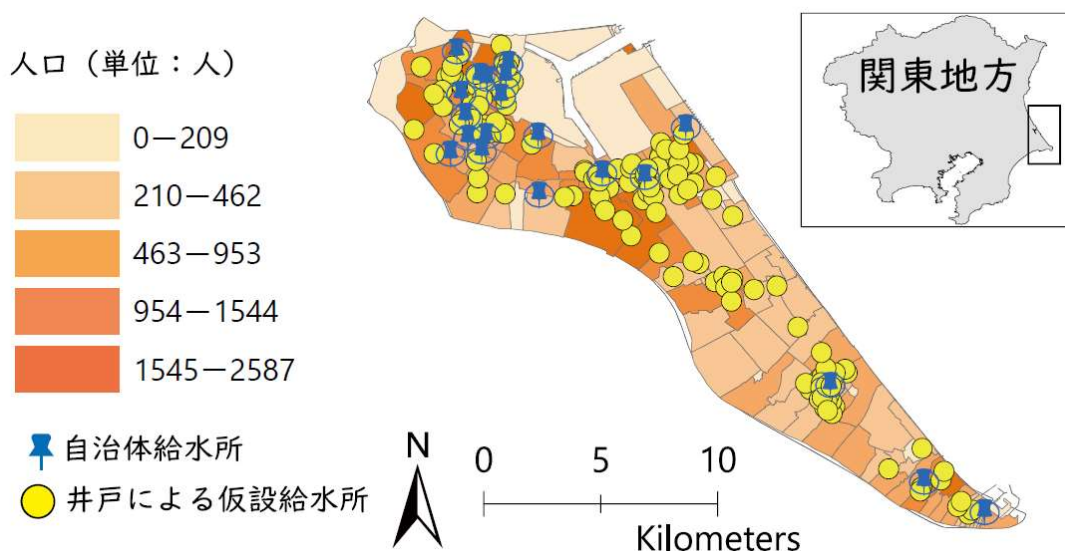 人口（単位：人）
0－209
210－462
463－953
954－1544
1545－2587
自治体給水所
井戸による仮設給水所
N
0 5 10
Kilometers
関東地方